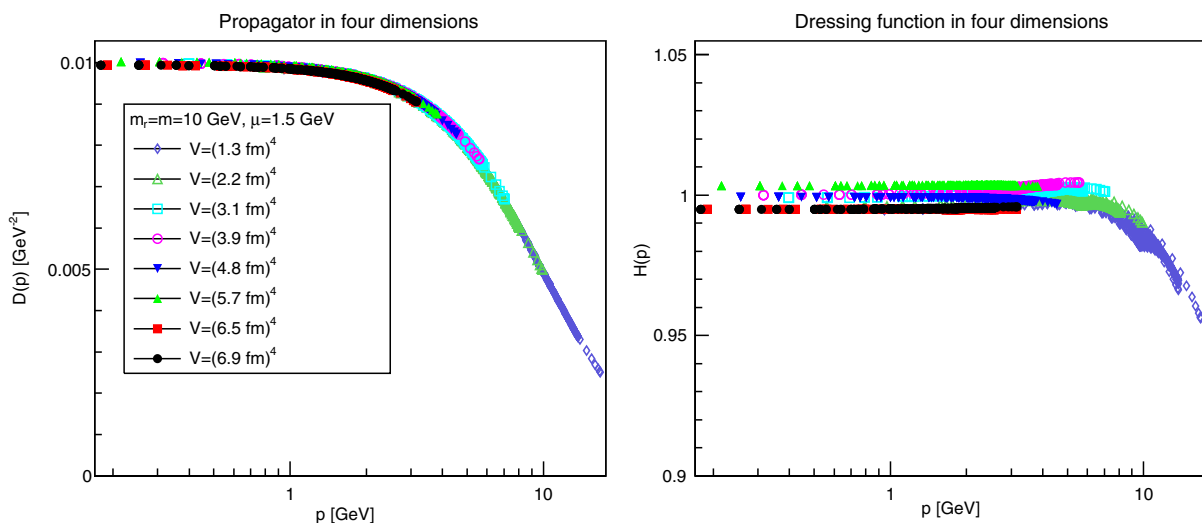 Propagator in four dimensions
D(p) [GeV⁻²]
0.01
0.005
0
m_r=m=10 GeV, μ=1.5 GeV
V=(1.3 fm)⁴
V=(2.2 fm)⁴
V=(3.1 fm)⁴
V=(3.9 fm)⁴
V=(4.8 fm)⁴
V=(5.7 fm)⁴
V=(6.5 fm)⁴
V=(6.9 fm)⁴
1 10
p [GeV]
Dressing function in four dimensions
H(p)
1.05
1
0.95
0.9
1 10
p [GeV]